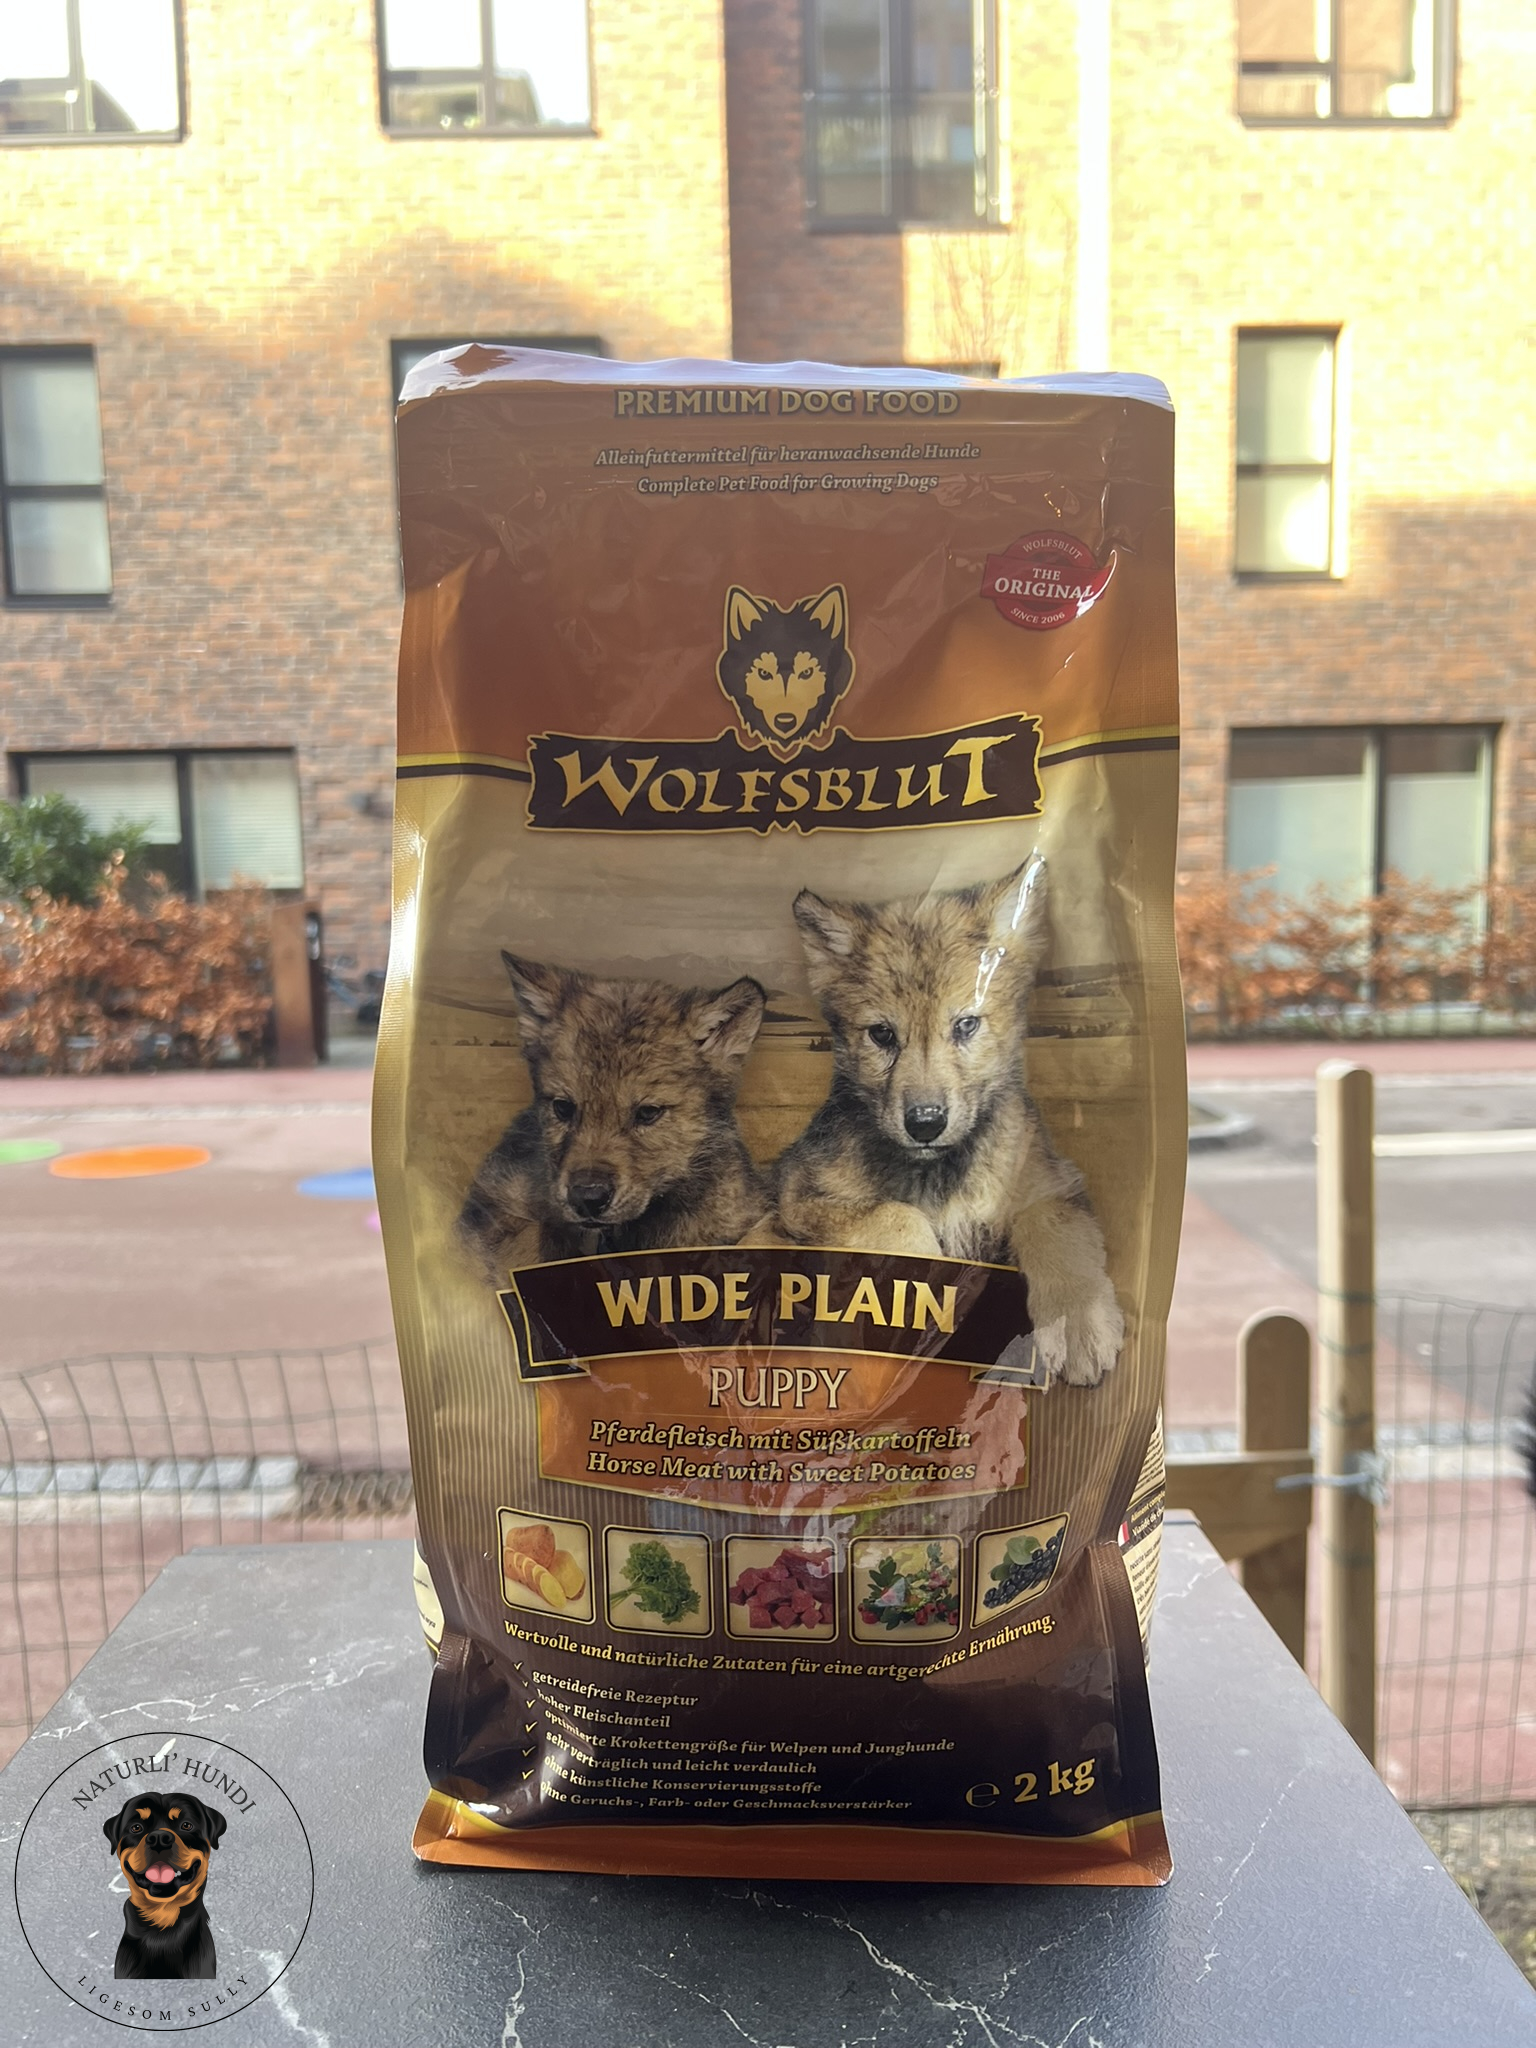 PREMIUM DOG FOOD
Alleinfuttermittel für heranwachsende Hunde
Complete Pet Food for Growing Dogs
WOLFSBLUT
THE
ORIGINAL
SINCE 2006
WOLFSBLUT
WIDE PLAIN
PUPPY
Pferdefleisch mit Süßkartoffeln
Horse Meat with Sweet Potatoes
Wertvolle und natürliche Zutaten für eine artgerechte Ernährung.
getreidefreie Rezeptur
hoher Fleischanteil
optimierte Krokettengröße für Welpen und Junghunde
sehr verträglich und leicht verdaulich
ohne künstliche Konservierungsstoffe
ohne Geruchs-, Farb- oder Geschmacksverstärker
℮ 2 kg
NATURLI' HUNDI
LIGESOM SULLY